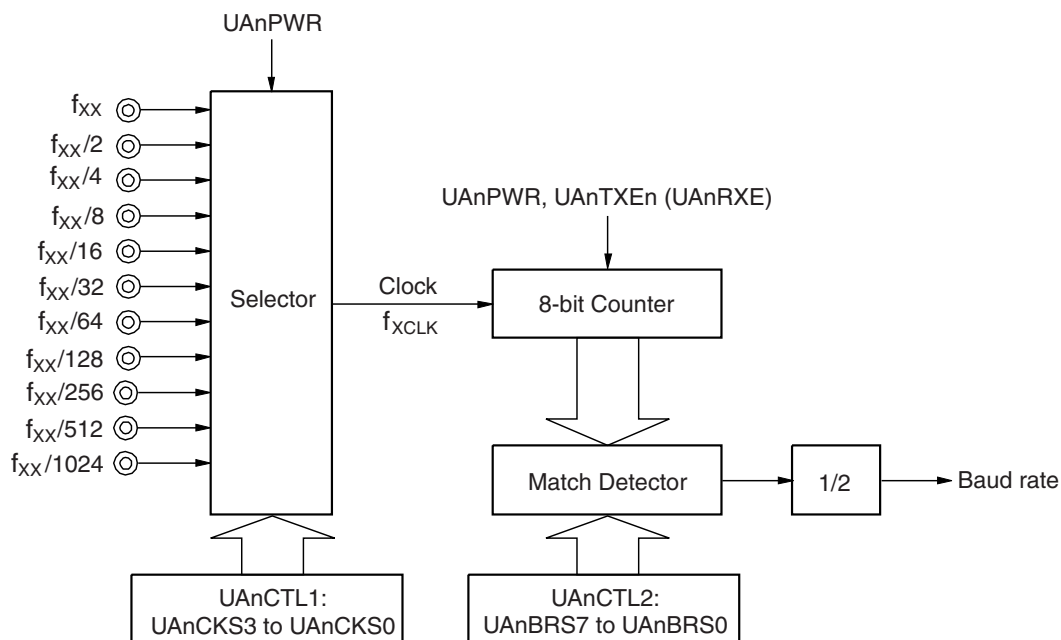 UAnPWR
fXX
fXX/2
fXX/4
fXX/8
fXX/16
fXX/32
fXX/64
fXX/128
fXX/256
fXX/512
fXX/1024
Selector
Clock
fXCLK
UAnPWR, UAnTXEn (UAnRXE)
8-bit Counter
Match Detector
1/2
Baud rate
UAnCTL1:
UAnCKS3 to UAnCKS0
UAnCTL2:
UAnBRS7 to UAnBRS0